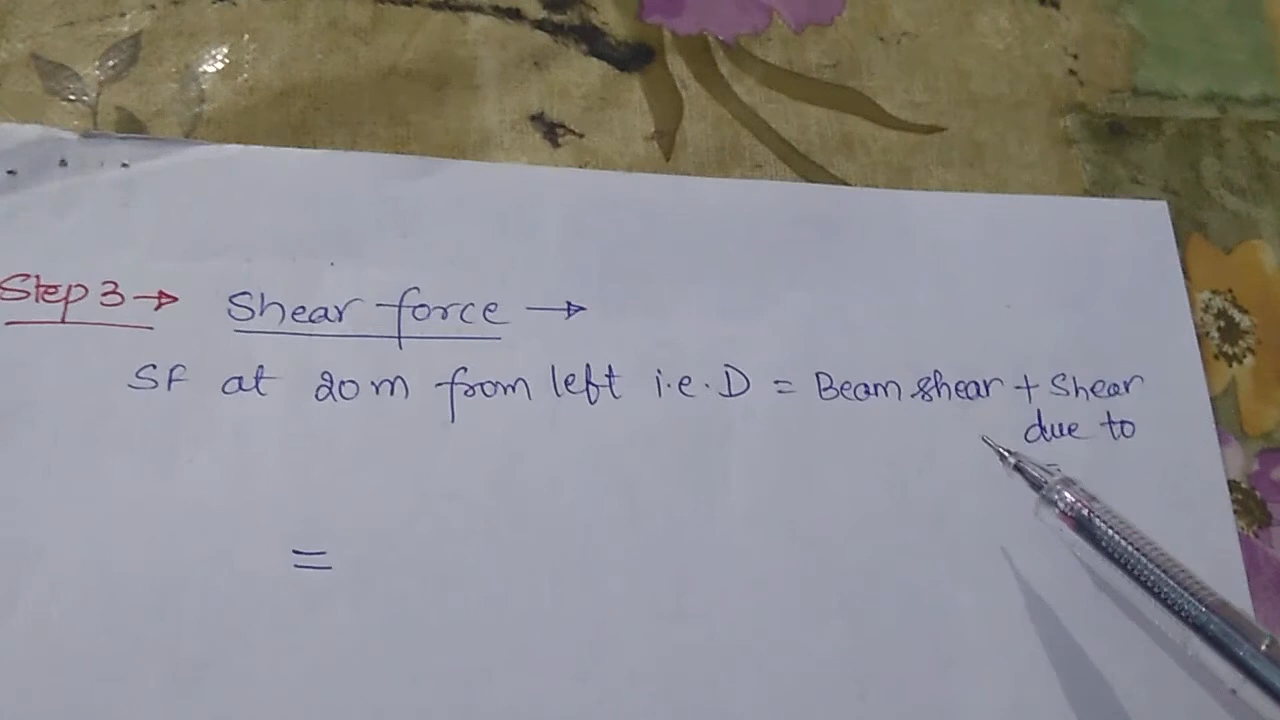 Step 3 → Shear force →
SF at 20m from left i.e. D = Beam shear + Shear
due to
=